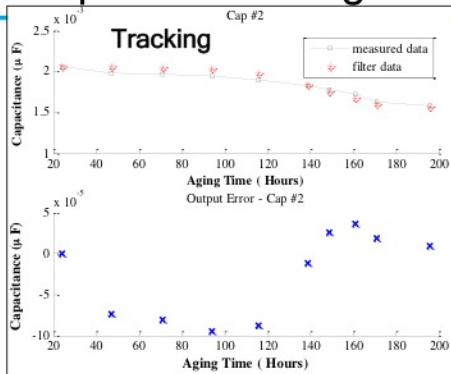 Cap #2
x 10^-3
Tracking
measured data
filter data
2.5
2
1.5
1
Capacitance (μ F)
20 40 60 80 100 120 140 160 180 200
Aging Time ( Hours)
Output Error - Cap #2
x 10^-5
5
0
-5
-10
Capacitance (μ F)
20 40 60 80 100 120 140 160 180 200
Aging Time ( Hours)